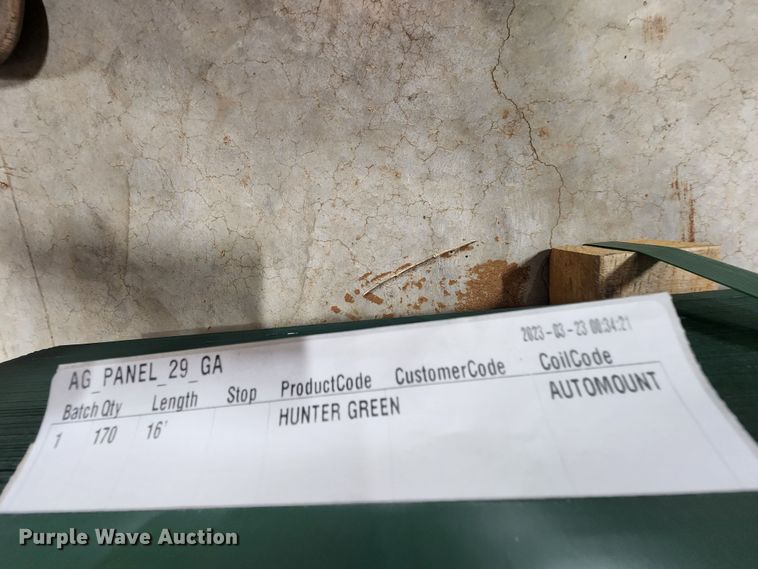 2023-03-23 00:34:21
AG_PANEL_29_GA
Batch Qty Length Stop ProductCode CustomerCode CoilCode
1 170 16' HUNTER GREEN AUTOMOUNT
Purple Wave Auction